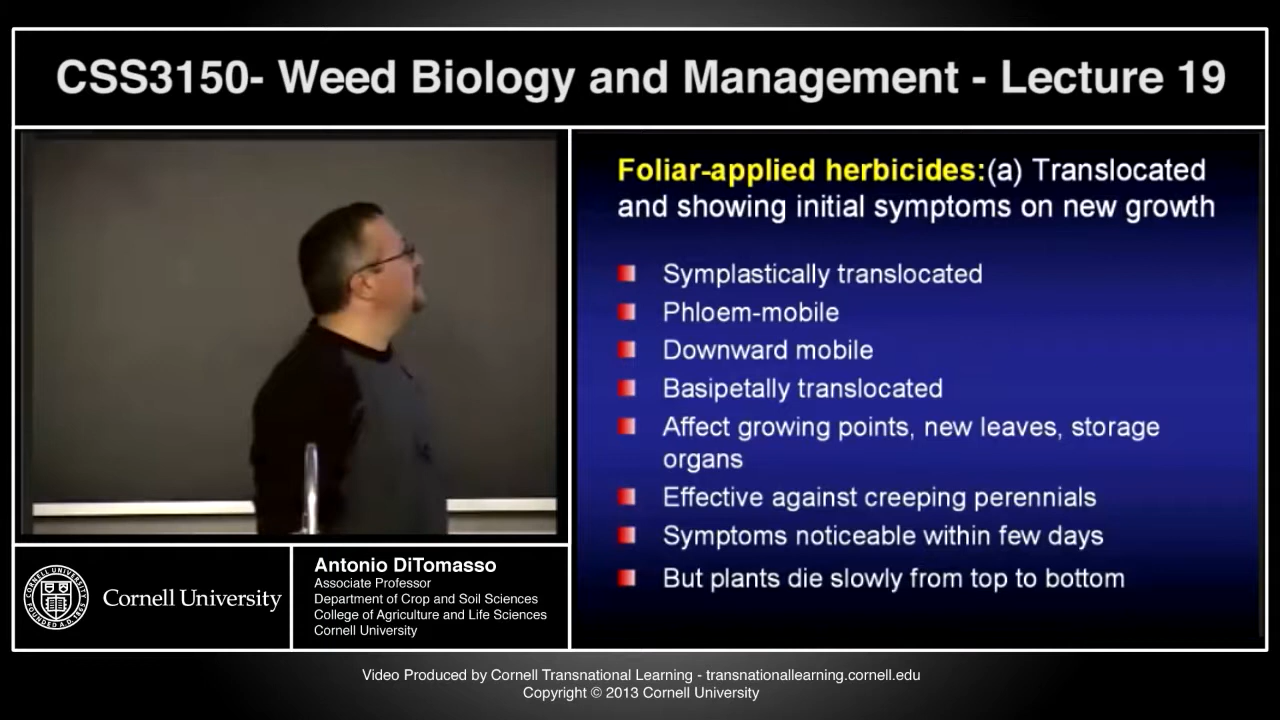 CSS3150- Weed Biology and Management - Lecture 19
Foliar-applied herbicides:(a) Translocated
and showing initial symptoms on new growth
Symplastically translocated
Phloem-mobile
Downward mobile
Basipetally translocated
Affect growing points, new leaves, storage
organs
Effective against creeping perennials
Symptoms noticeable within few days
But plants die slowly from top to bottom
Cornell University
Antonio DiTomasso
Associate Professor
Department of Crop and Soil Sciences
College of Agriculture and Life Sciences
Cornell University
Video Produced by Cornell Transnational Learning - transnationallearning.cornell.edu
Copyright © 2013 Cornell University